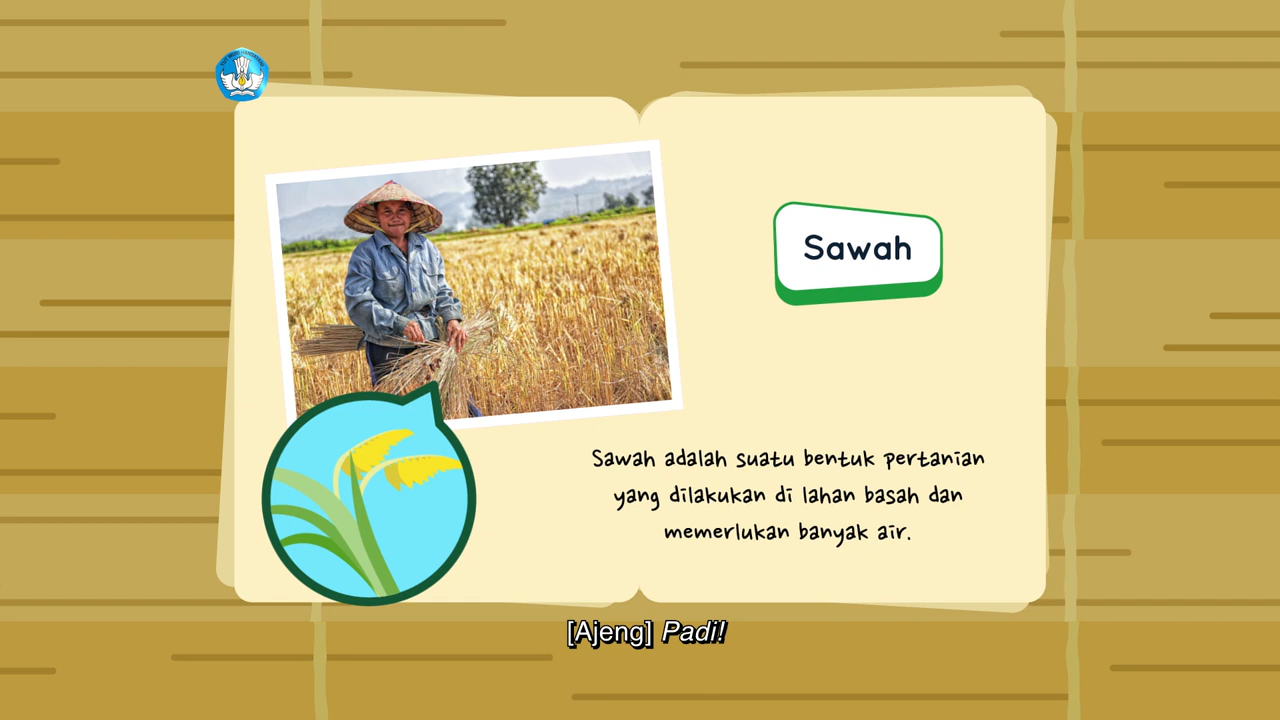 Sawah
Sawah adalah suatu bentuk pertanian
yang dilakukan di lahan basah dan
memerlukan banyak air.
[Ajeng] Padi!